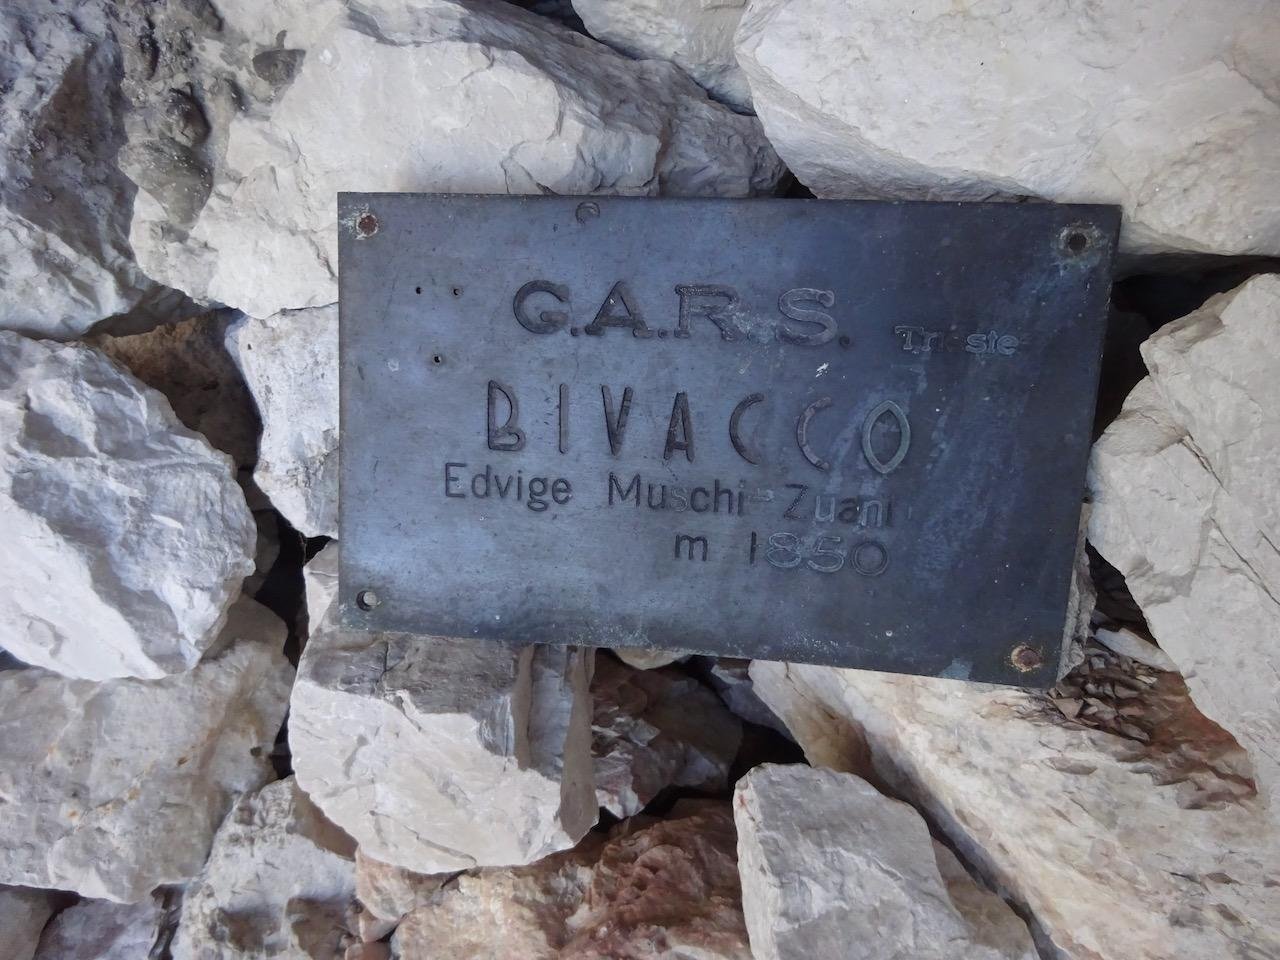 G.A.R.S. Trieste
BIVACCO
Edvige Muschi-Zuani
m 1850